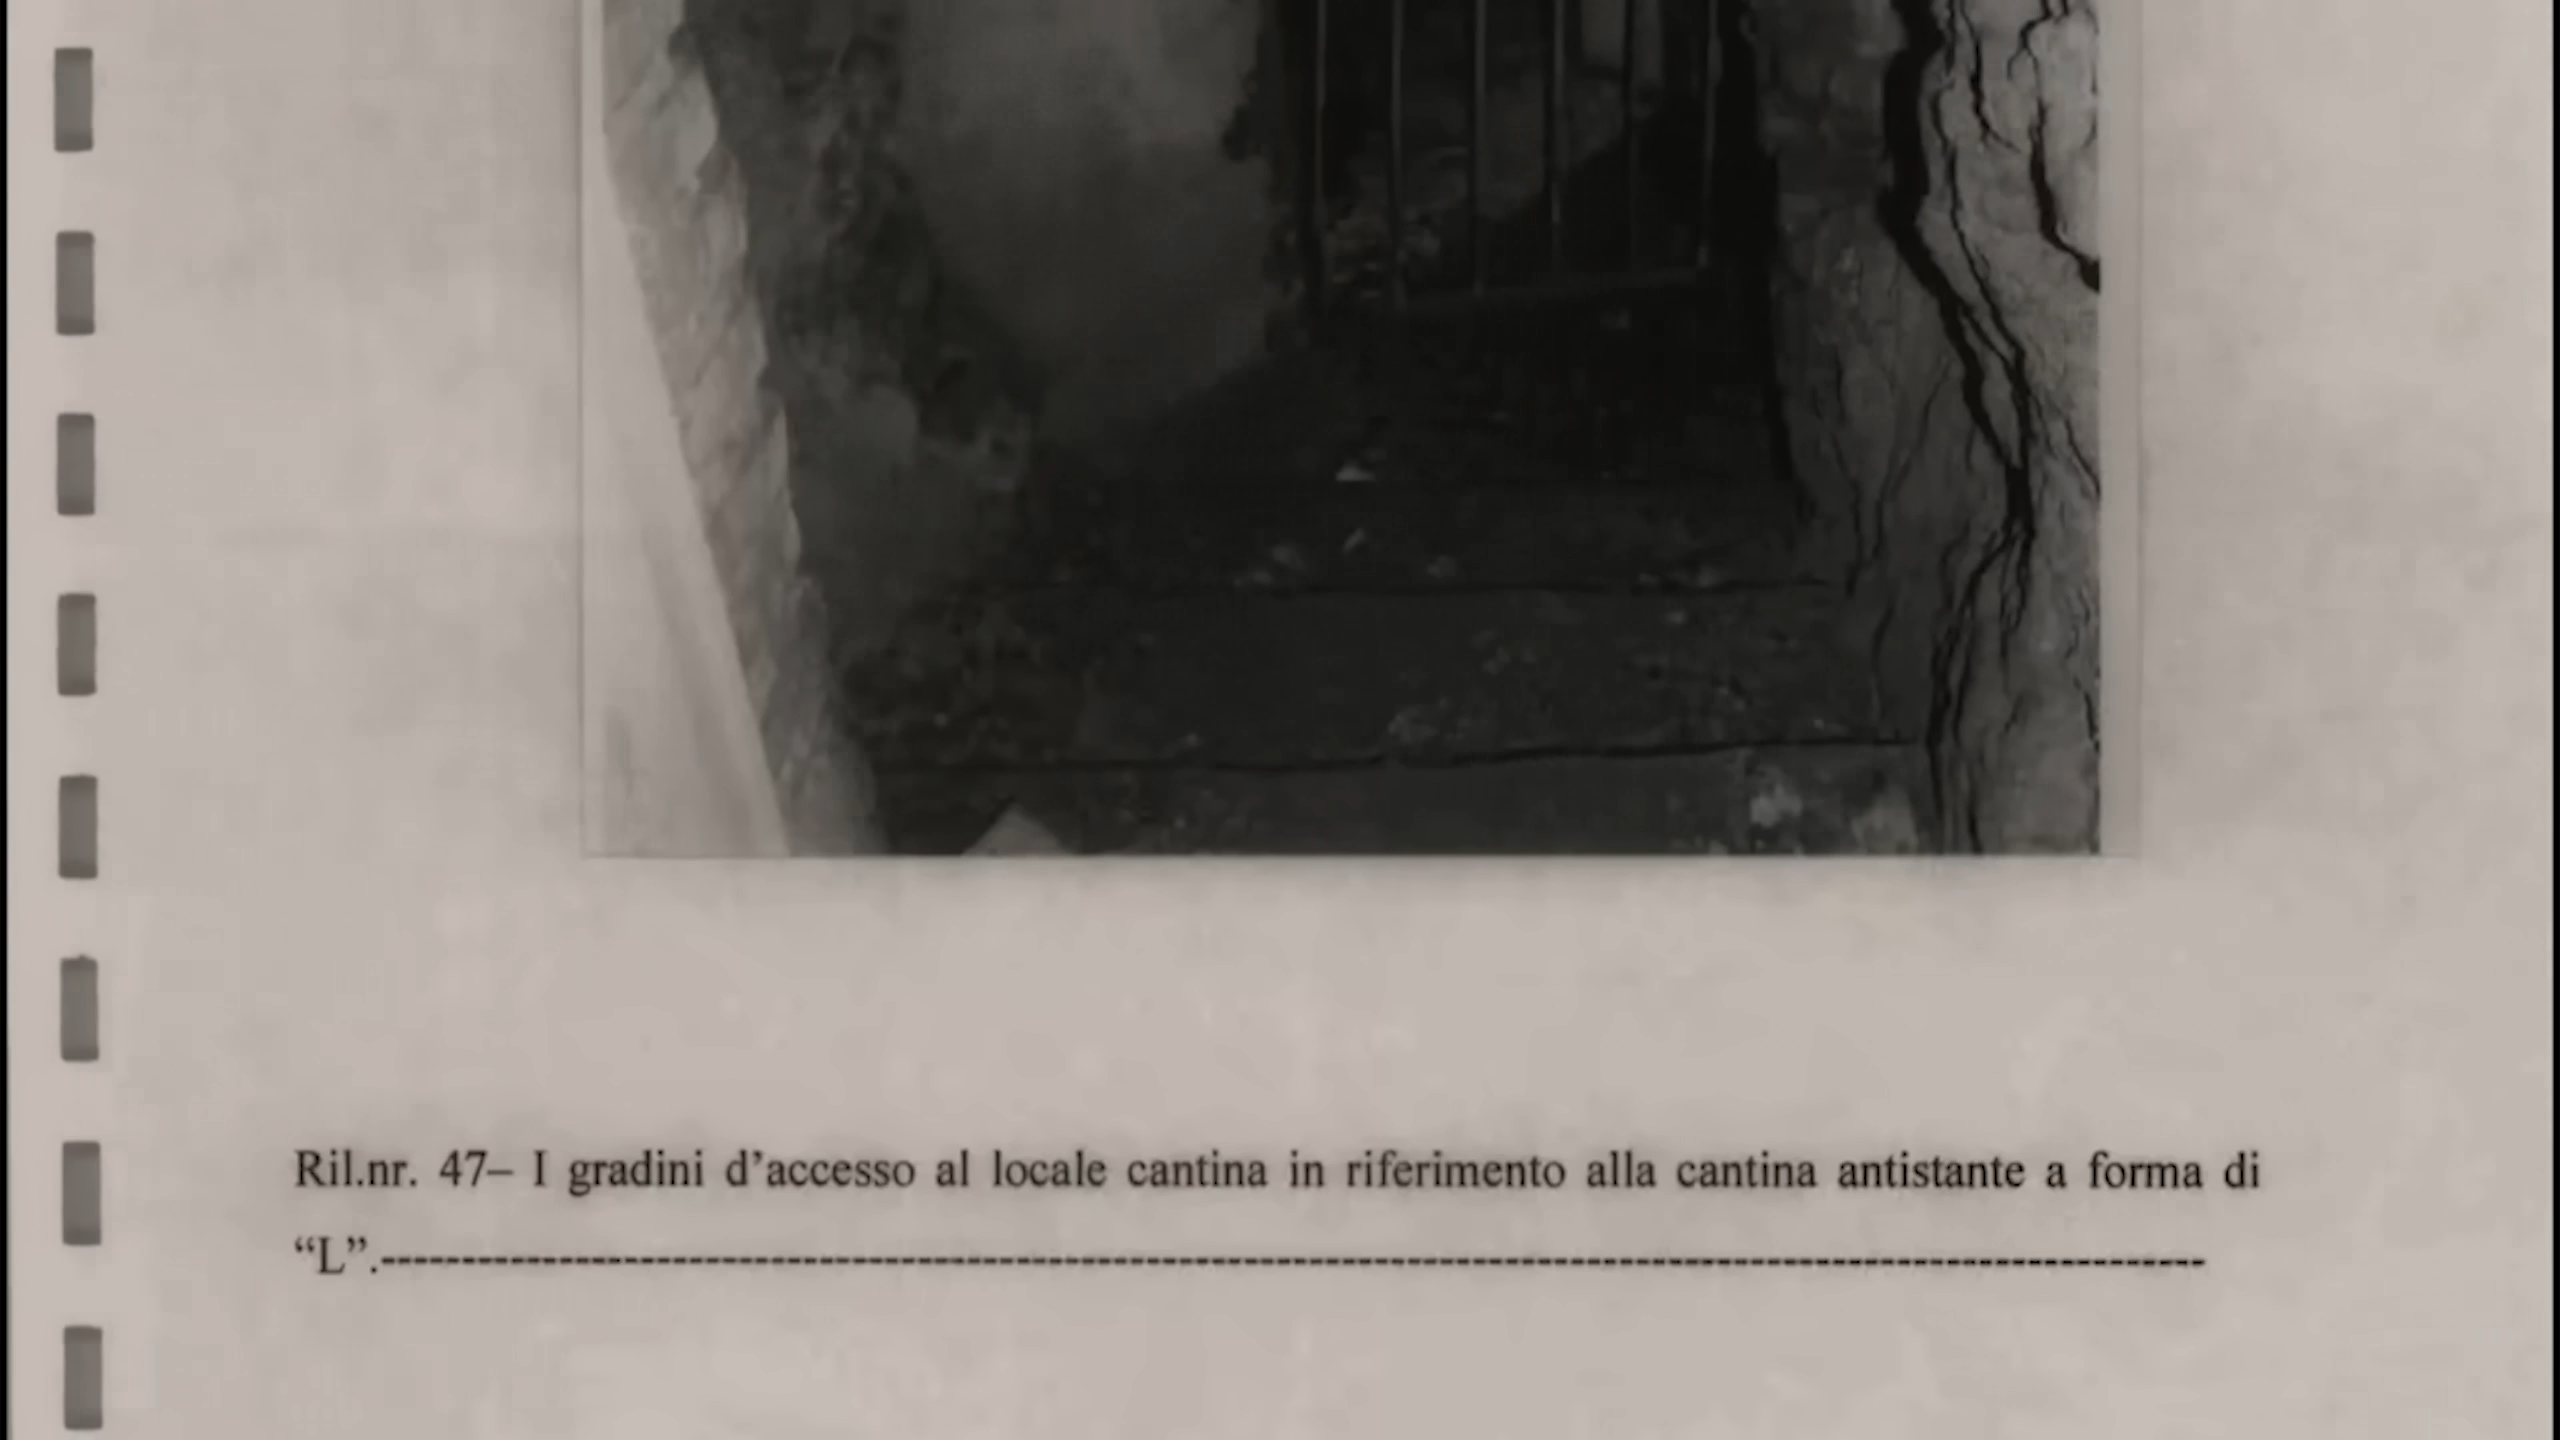 Ril.nr. 47– I gradini d’accesso al locale cantina in riferimento alla cantina antistante a forma di
“L”.------------------------------------------------------------------------------------------------------------------